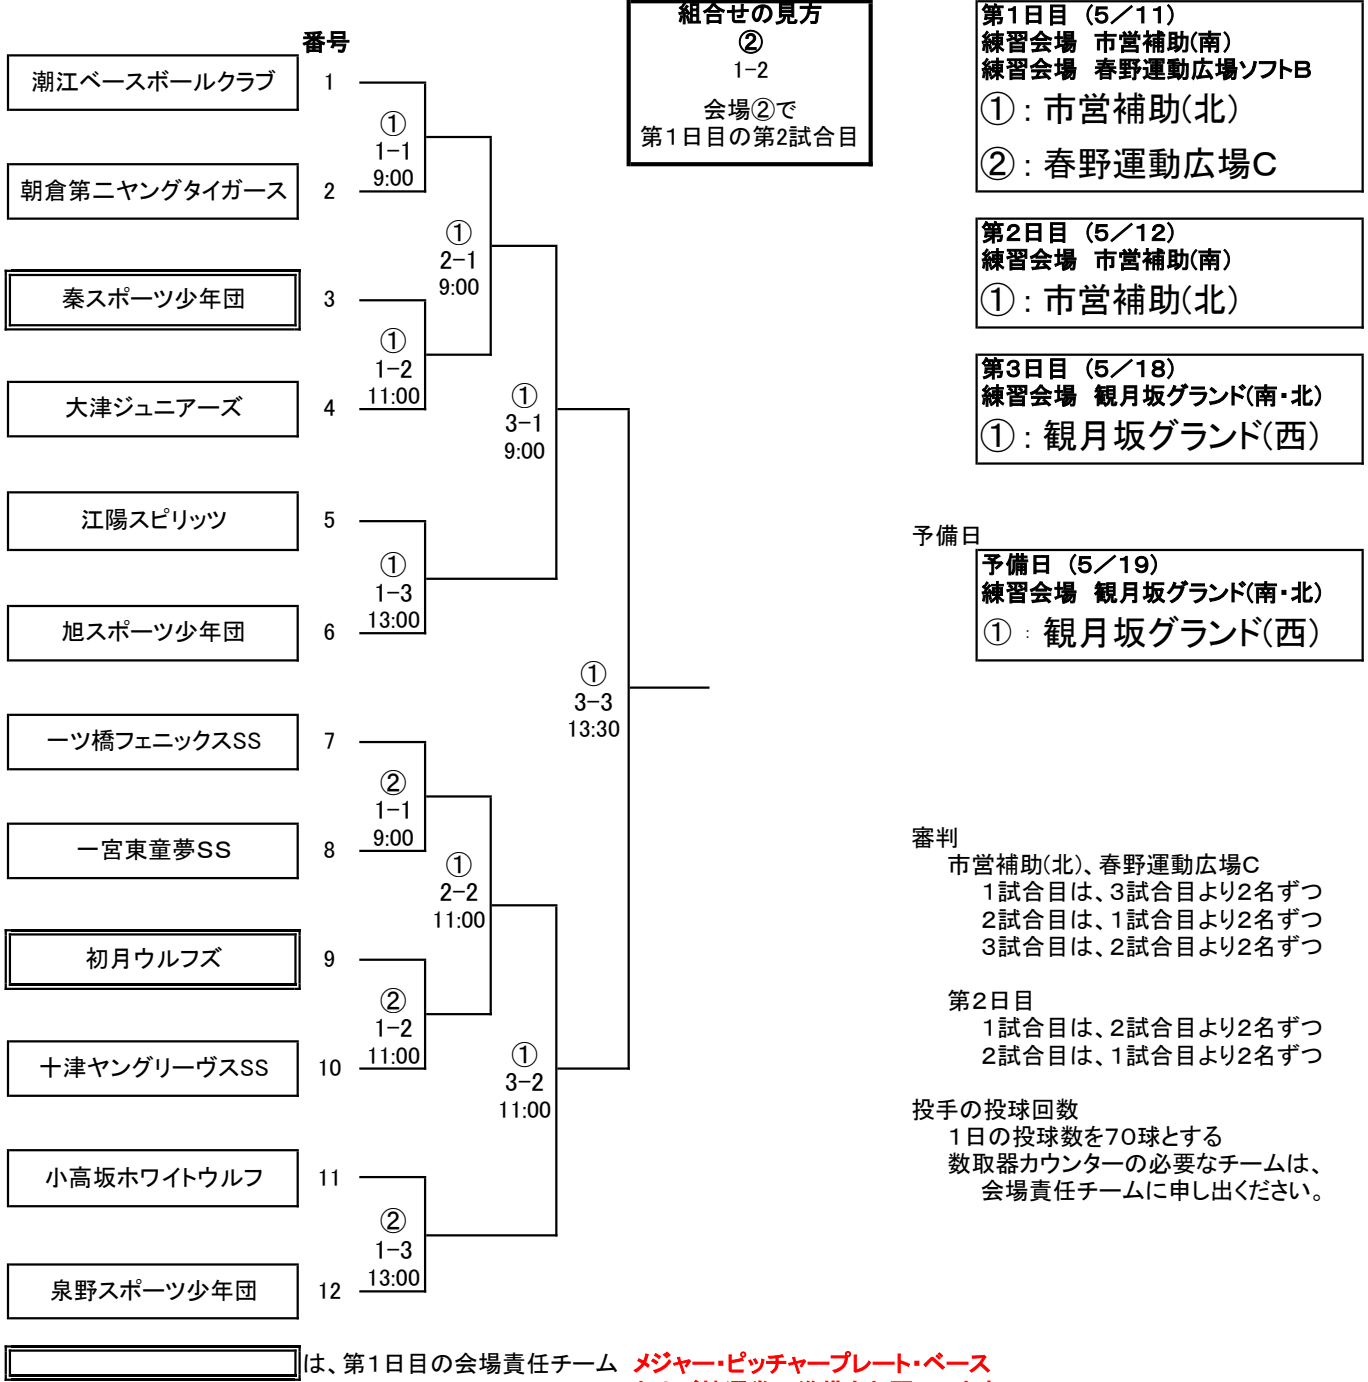 組合せの見方
②
1-2
会場②で
第1日目の第2試合目
第1日目 (5／11)
練習会場 市営補助(南)
練習会場 春野運動広場ソフトB
①：市営補助(北)
②：春野運動広場C
第2日目 (5／12)
練習会場 市営補助(南)
①：市営補助(北)
第3日目 (5／18)
練習会場 観月坂グランド(南・北)
①：観月坂グランド(西)
予備日
予備日 (5／19)
練習会場 観月坂グランド(南・北)
①：観月坂グランド(西)
番号
潮江ベースボールクラブ 1
①
1-1
9:00
朝倉第二ヤングタイガース 2
①
2-1
9:00
秦スポーツ少年団 3
①
1-2
11:00
大津ジュニアーズ 4
①
3-1
9:00
江陽スピリッツ 5
①
1-3
13:00
旭スポーツ少年団 6
①
3-3
13:30
一ツ橋フェニックスSS 7
②
1-1
9:00
一宮東童夢SS 8
①
2-2
11:00
初月ウルフズ 9
②
1-2
11:00
十津ヤングリーヴスSS 10
①
3-2
11:00
小高坂ホワイトウルフ 11
②
1-3
13:00
泉野スポーツ少年団 12
審判
市営補助(北)、春野運動広場C
1試合目は、3試合目より2名ずつ
2試合目は、1試合目より2名ずつ
3試合目は、2試合目より2名ずつ
第2日目
1試合目は、2試合目より2名ずつ
2試合目は、1試合目より2名ずつ
投手の投球回数
1日の投球数を70球とする
数取器カウンターの必要なチームは、
会場責任チームに申し出ください。
は、第1日目の会場責任チーム メジャー・ピッチャープレート・ベース